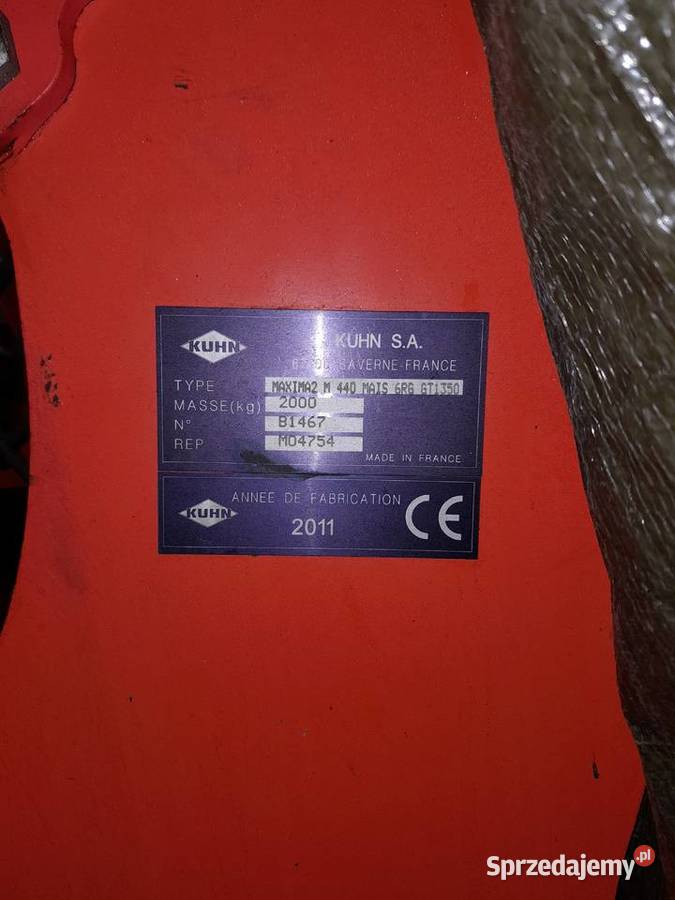 KUHN
KUHN S.A.
SAVERNE-FRANCE
TYPE MAXIMA2 M 440 MAIS 6RG GT1350
MASSE(kg) 2000
N° B1467
REP M04754
MADE IN FRANCE
KUHN
ANNEE DE FABRICATION
2011
CE
Sprzedajemy.pl